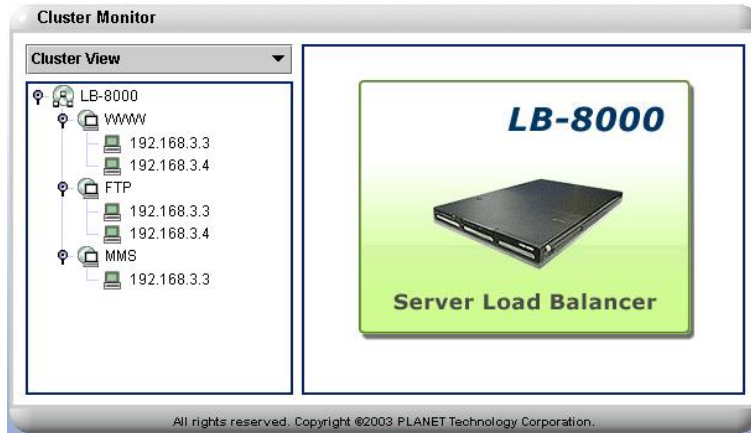 Cluster Monitor
Cluster View
LB-8000
WWW
192.168.3.3
192.168.3.4
FTP
192.168.3.3
192.168.3.4
MMS
192.168.3.3
LB-8000
Server Load Balancer
All rights reserved. Copyright ©2003 PLANET Technology Corporation.